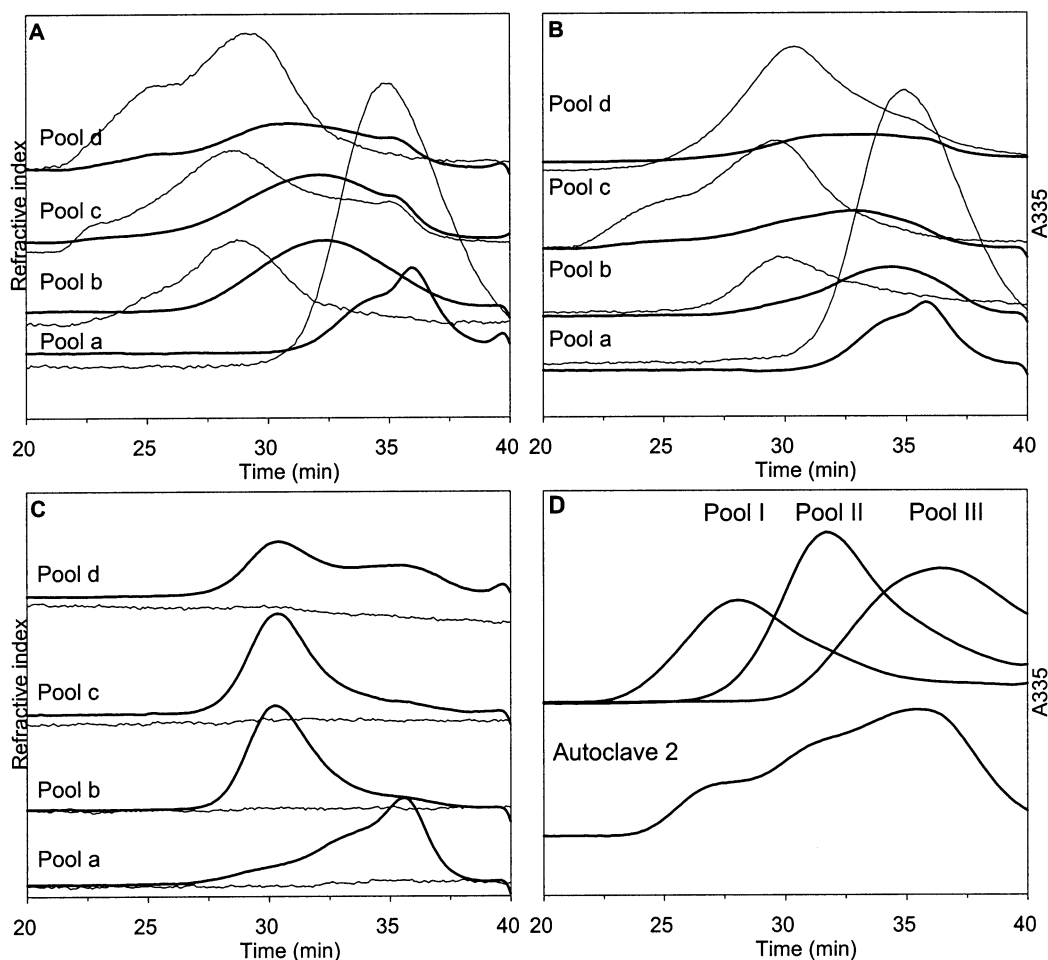 A
Refractive index
Pool d
Pool c
Pool b
Pool a
20 25 30 35 40
Time (min)
B
A335
Pool d
Pool c
Pool b
Pool a
20 25 30 35 40
Time (min)
C
Refractive index
Pool d
Pool c
Pool b
Pool a
20 25 30 35 40
Time (min)
D
A335
Pool I Pool II Pool III
Autoclave 2
20 25 30 35 40
Time (min)